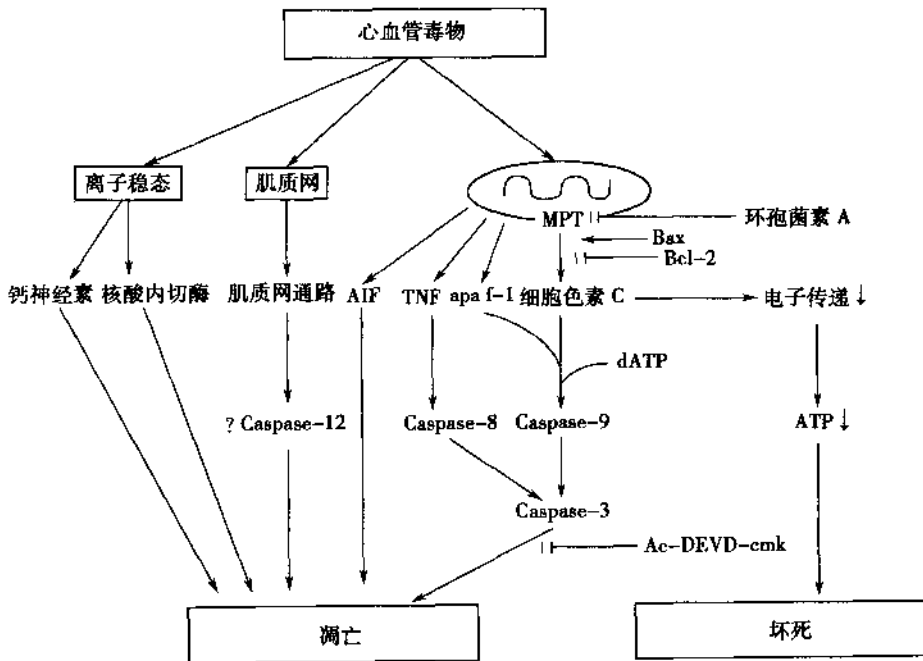 心血管毒物
离子稳态 肌质网
MPT 环孢菌素 A
Bax
Bcl-2
钙神经素 核酸内切酶 肌质网通路 AIF TNF apaf-1 细胞色素 C 电子传递↓
dATP
? Caspase-12 Caspase-8 Caspase-9 ATP↓
Caspase-3
Ac-DEVD-cmk
凋亡 坏死